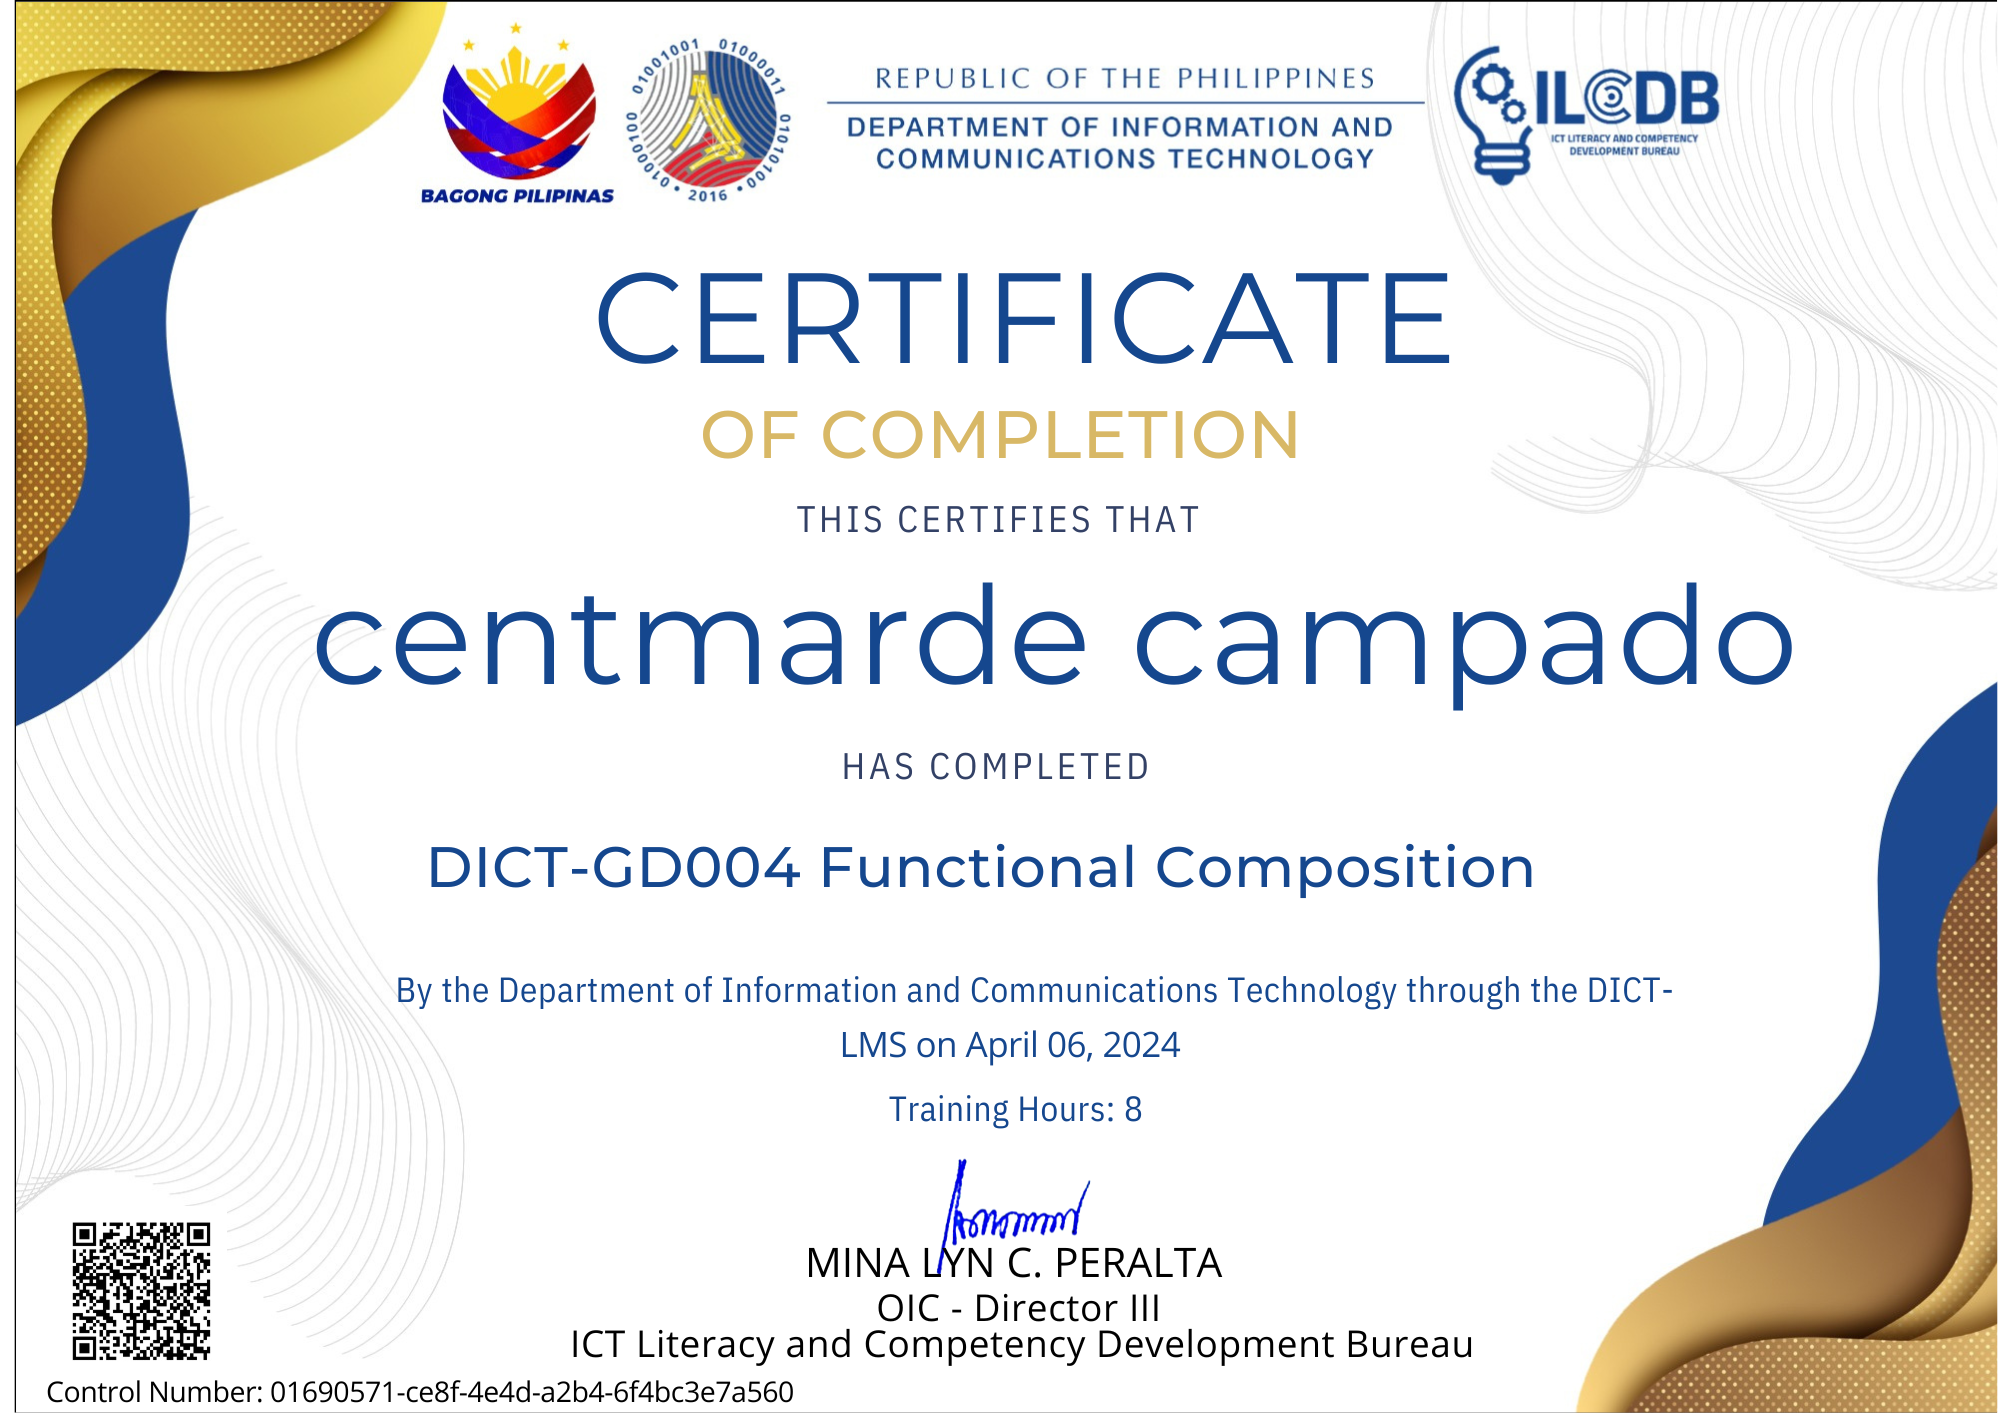 BAGONG PILIPINAS
01000100 01001001 01000011 01010100 • 2016 •
REPUBLIC OF THE PHILIPPINES
DEPARTMENT OF INFORMATION AND
COMMUNICATIONS TECHNOLOGY
ILCDB
ICT LITERACY AND COMPETENCY
DEVELOPMENT BUREAU
CERTIFICATE
OF COMPLETION
THIS CERTIFIES THAT
centmarde campado
HAS COMPLETED
DICT-GD004 Functional Composition
By the Department of Information and Communications Technology through the DICT-
LMS on April 06, 2024
Training Hours: 8
MINA LYN C. PERALTA
OIC - Director III
ICT Literacy and Competency Development Bureau
Control Number: 01690571-ce8f-4e4d-a2b4-6f4bc3e7a560